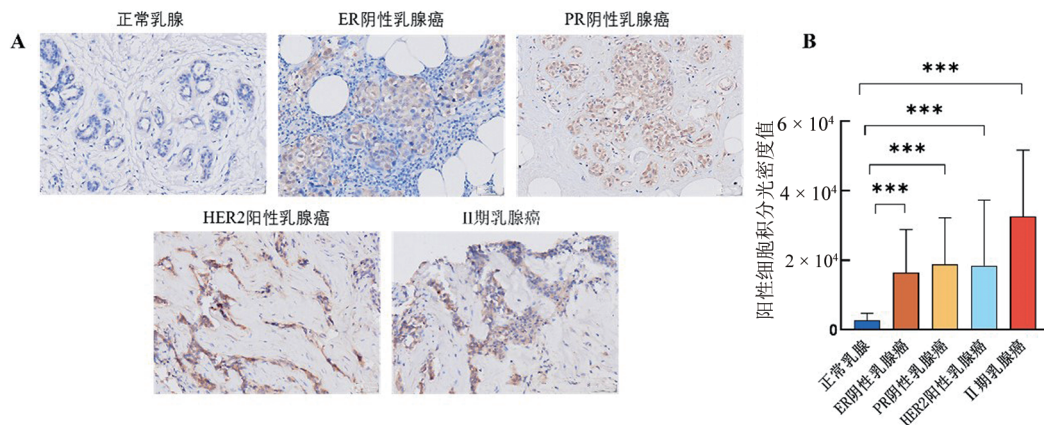 A
正常乳腺
ER阴性乳腺癌
PR阴性乳腺癌
HER2阳性乳腺癌
II期乳腺癌
B
***
***
***
***
阳性细胞积分光密度值
6 × 10⁴
4 × 10⁴
2 × 10⁴
0
正常乳腺
ER阴性乳腺癌
PR阴性乳腺癌
HER2阳性乳腺癌
II期乳腺癌